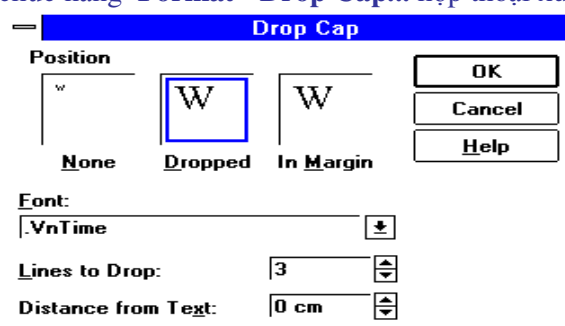 Drop Cap
Position
W
W
W
None
Dropped
In Margin
OK
Cancel
Help
Font:
.VnTime
Lines to Drop:
3
Distance from Text:
0 cm